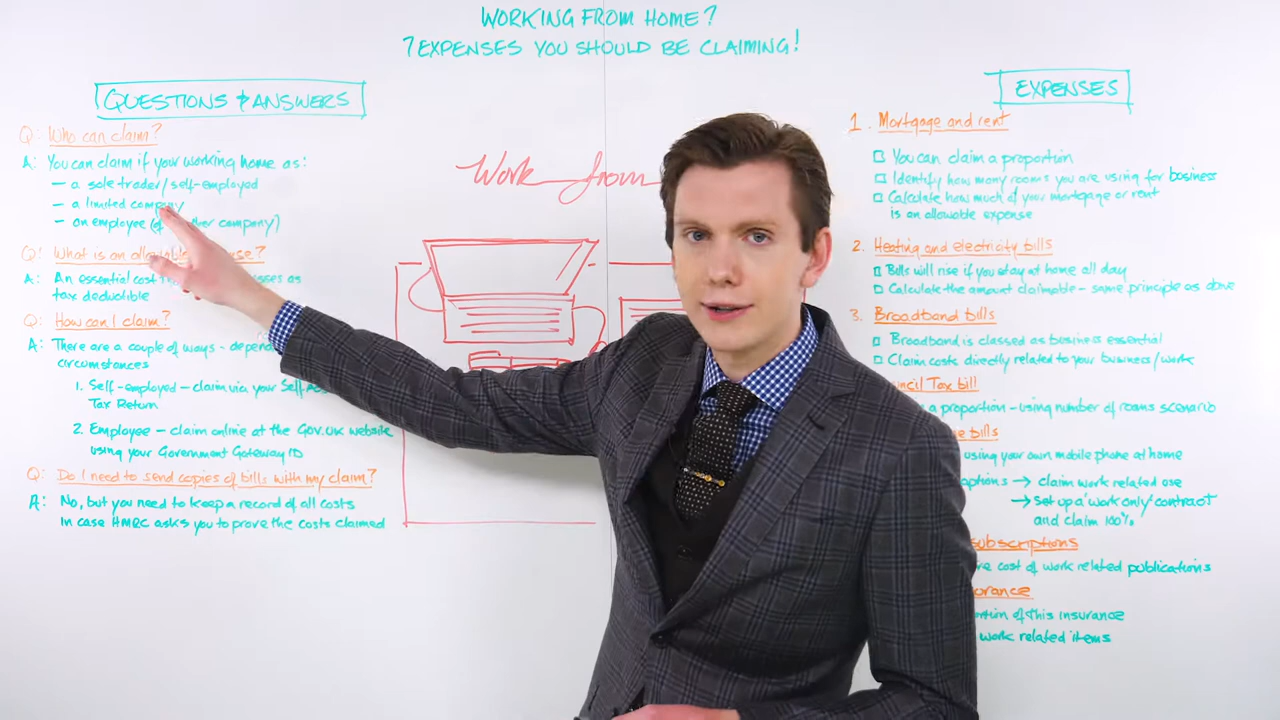 WORKING FROM HOME?
7 EXPENSES YOU SHOULD BE CLAIMING!
QUESTIONS & ANSWERS
Q: Who can claim?
A: You can claim if your working home as:
– a sole trader/self-employed
– a limited company
– an employee (of other company)
Q: What is an allowable expense?
A: An essential cost
tax deductible
Q: How can I claim?
A: There are a couple of ways - depend
circumstances
1. Self-employed – claim via your Self
Tax Return
2. Employee – claim online at the Gov.uk website
using your Government Gateway ID
Q: Do I need to send copies of bills with my claim?
A: No, but you need to keep a record of all costs
in case HMRC asks you to prove the costs claimed
Work from
EXPENSES
1. Mortgage and rent
You can claim a proportion
Identify how many rooms you are using for business
Calculate how much of your mortgage or rent
is an allowable expense
2. Heating and electricity bills
Bills will rise if you stay at home all day
Calculate the amount claimable – same principle as above
3. Broadband bills
Broadband is classed as business essential
Claim costs directly related to your business/work
Council Tax bill
a proportion – using number of rooms scenario
bills
using your own mobile phone at home
options → claim work related use
→ set up a 'work only' contract
and claim 100%
subscriptions
cost of work related publications
of this insurance
work related items